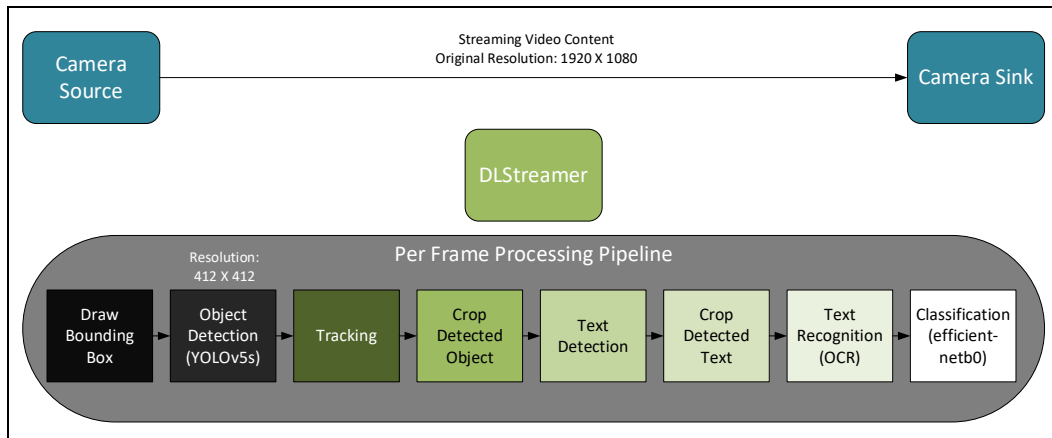 Camera
Source
Streaming Video Content
Original Resolution: 1920 X 1080
Camera Sink
DLStreamer
Per Frame Processing Pipeline
Resolution:
412 X 412
Draw
Bounding
Box
Object
Detection
(YOLOv5s)
Tracking
Crop
Detected
Object
Text
Detection
Crop
Detected
Text
Text
Recognition
(OCR)
Classification
(efficient-
netb0)